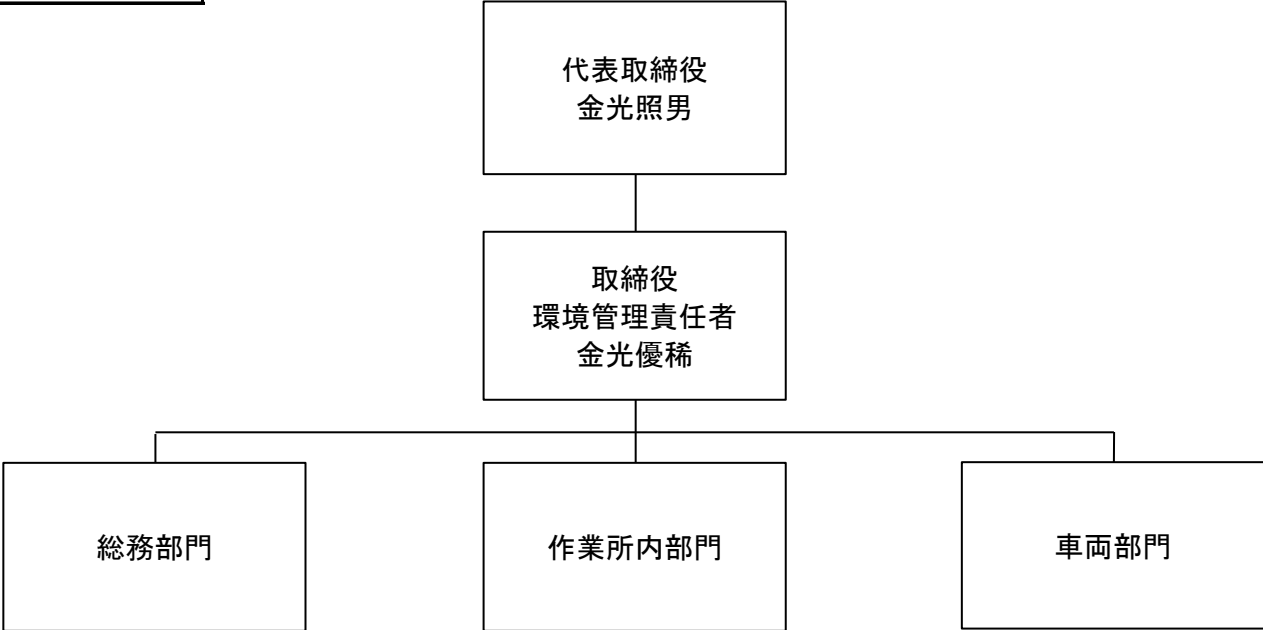 代表取締役
金光照男
取締役
環境管理責任者
金光優稀
総務部門
作業所内部門
車両部門